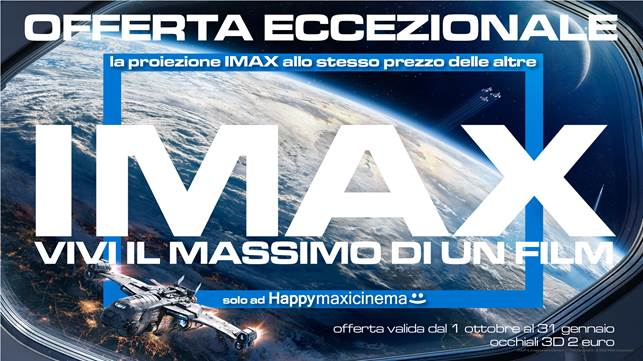 OFFERTA ECCEZIONALE
la proiezione IMAX allo stesso prezzo delle altre
IMAX
VIVI IL MASSIMO DI UN FILM
solo ad Happymaxicinema
offerta valida dal 1 ottobre al 31 gennaio
occhiali 3D 2 euro